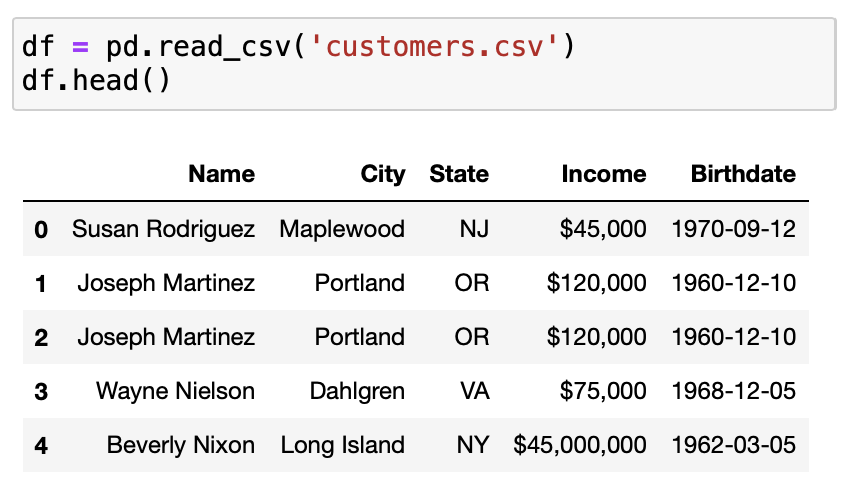 df = pd.read_csv('customers.csv')
df.head()
Name City State Income Birthdate
0 Susan Rodriguez Maplewood NJ $45,000 1970-09-12
1 Joseph Martinez Portland OR $120,000 1960-12-10
2 Joseph Martinez Portland OR $120,000 1960-12-10
3 Wayne Nielson Dahlgren VA $75,000 1968-12-05
4 Beverly Nixon Long Island NY $45,000,000 1962-03-05